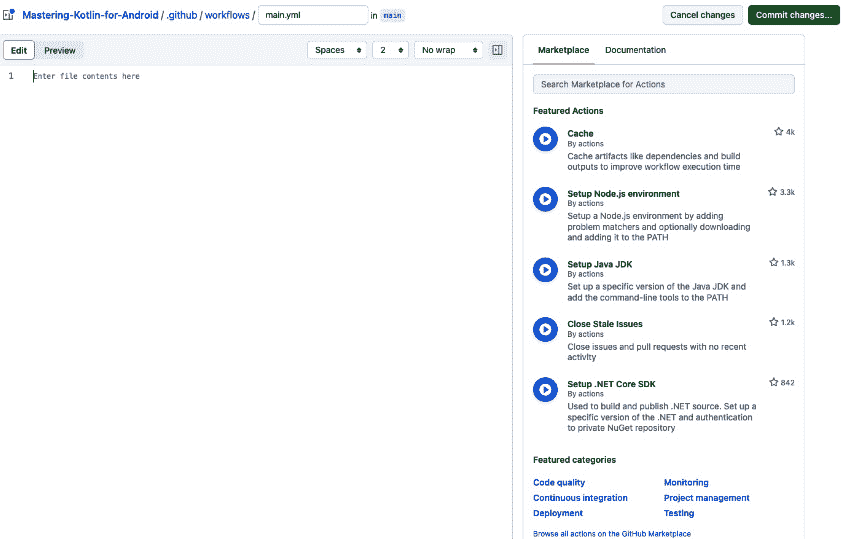 Mastering-Kotlin-for-Android / .github / workflows / main.yml in main
Cancel changes
Commit changes...
Edit
Preview
Spaces
2
No wrap
1 Enter file contents here
Marketplace
Documentation
Search Marketplace for Actions
Featured Actions
Cache
4k
By actions
Cache artifacts like dependencies and build
outputs to improve workflow execution time
Setup Node.js environment
3.3k
By actions
Setup a Node.js environment by adding
problem matchers and optionally downloading
and adding it to the PATH
Setup Java JDK
1.3k
By actions
Set up a specific version of the Java JDK and
add the command-line tools to the PATH
Close Stale Issues
1.2k
By actions
Close issues and pull requests with no recent
activity
Setup .NET Core SDK
842
By actions
Used to build and publish .NET source. Set up a
specific version of the .NET and authentication
to private NuGet repository
Featured categories
Code quality
Monitoring
Continuous integration
Project management
Deployment
Testing
Browse all actions on the GitHub Marketplace